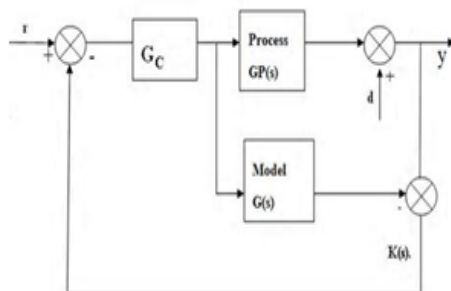 r
+
-
G_C
Process
GP(s)
+
y
d
Model
G(s)
-
K(s).